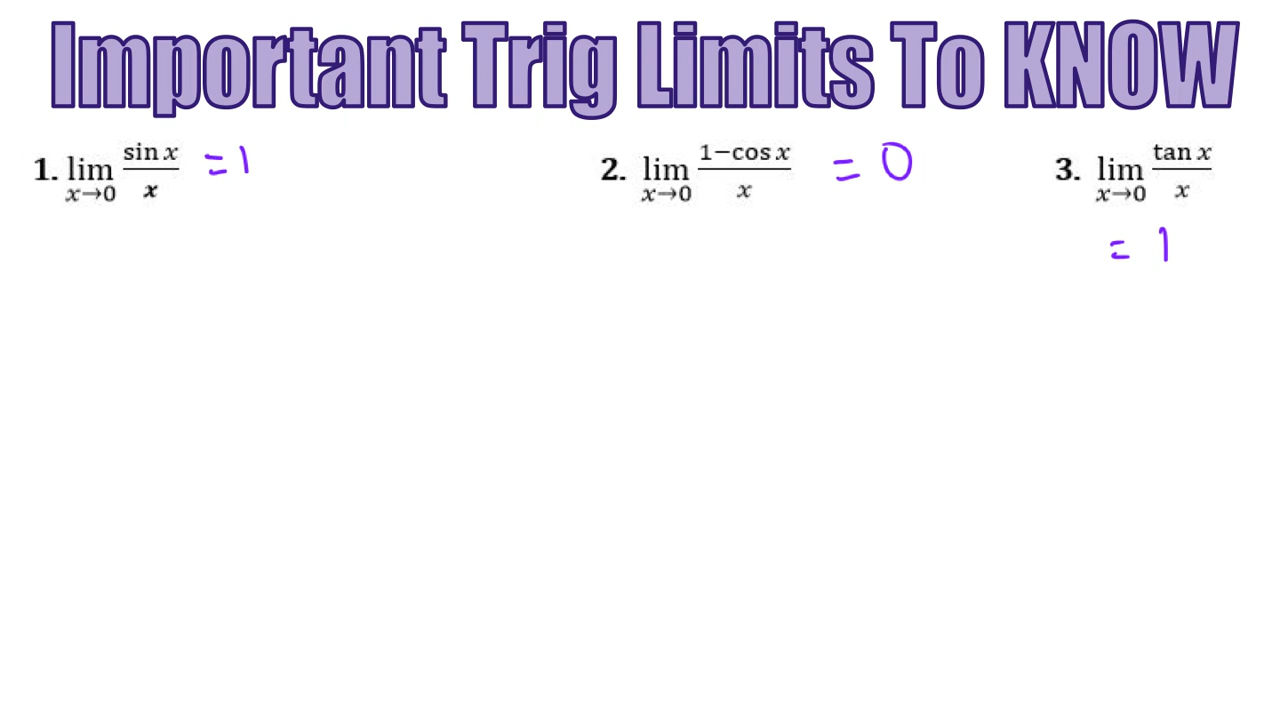 Important Trig Limits To KNOW
1. lim x→0 sin x / x = 1
2. lim x→0 1−cos x / x = 0
3. lim x→0 tan x / x
= 1